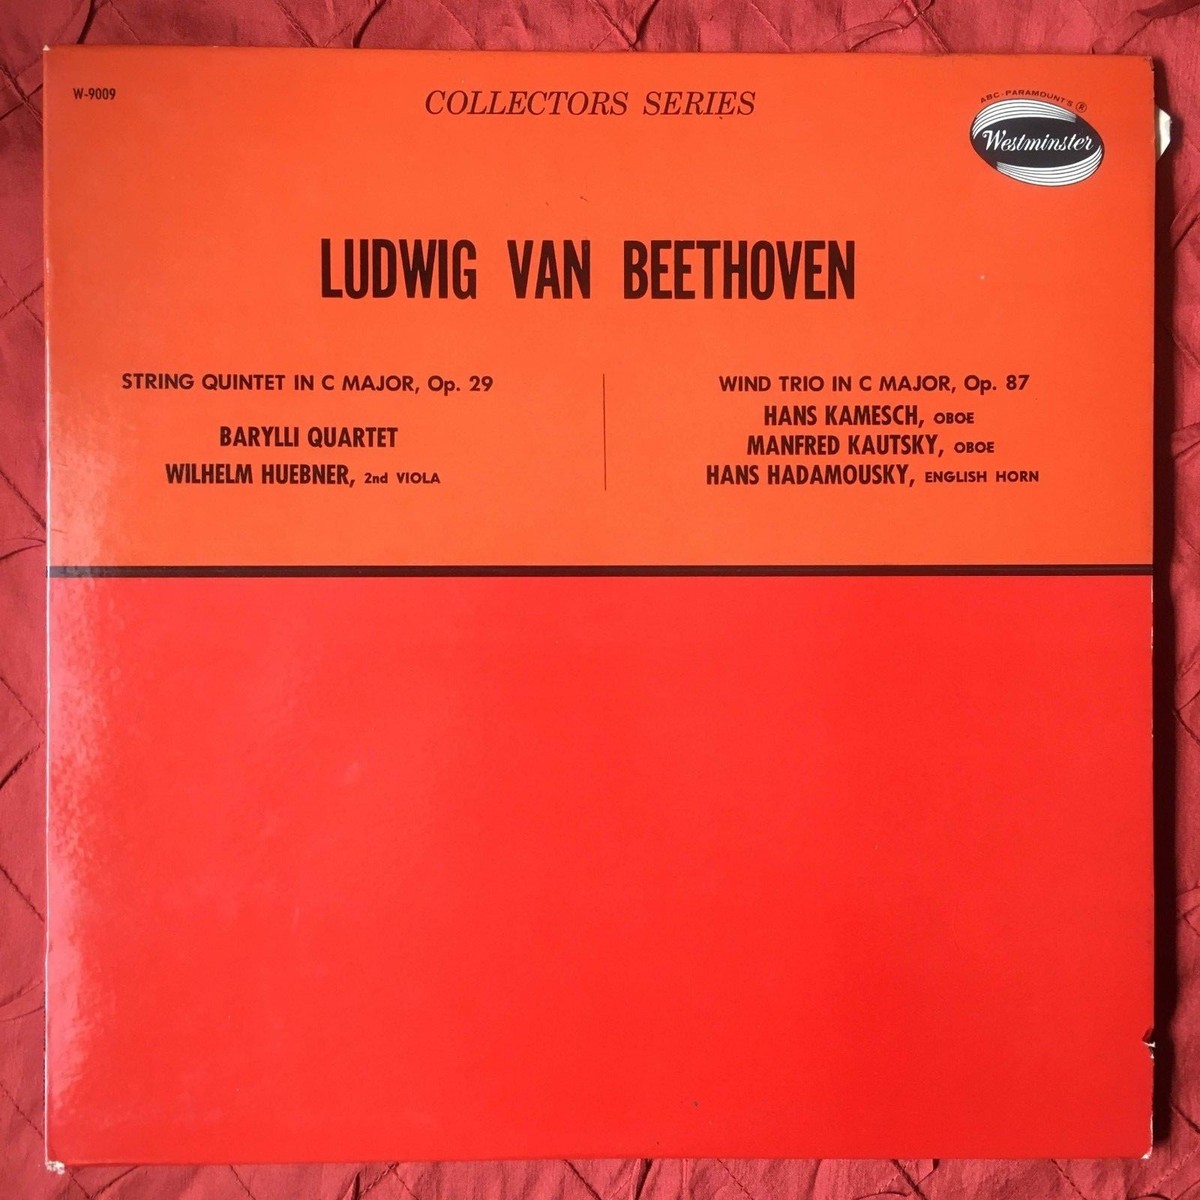 W-9009
COLLECTORS SERIES
ABC-PARAMOUNT'S ®
Westminster
LUDWIG VAN BEETHOVEN
STRING QUINTET IN C MAJOR, Op. 29
BARYLLI QUARTET
WILHELM HUEBNER, 2nd VIOLA
WIND TRIO IN C MAJOR, Op. 87
HANS KAMESCH, OBOE
MANFRED KAUTSKY, OBOE
HANS HADAMOUSKY, ENGLISH HORN